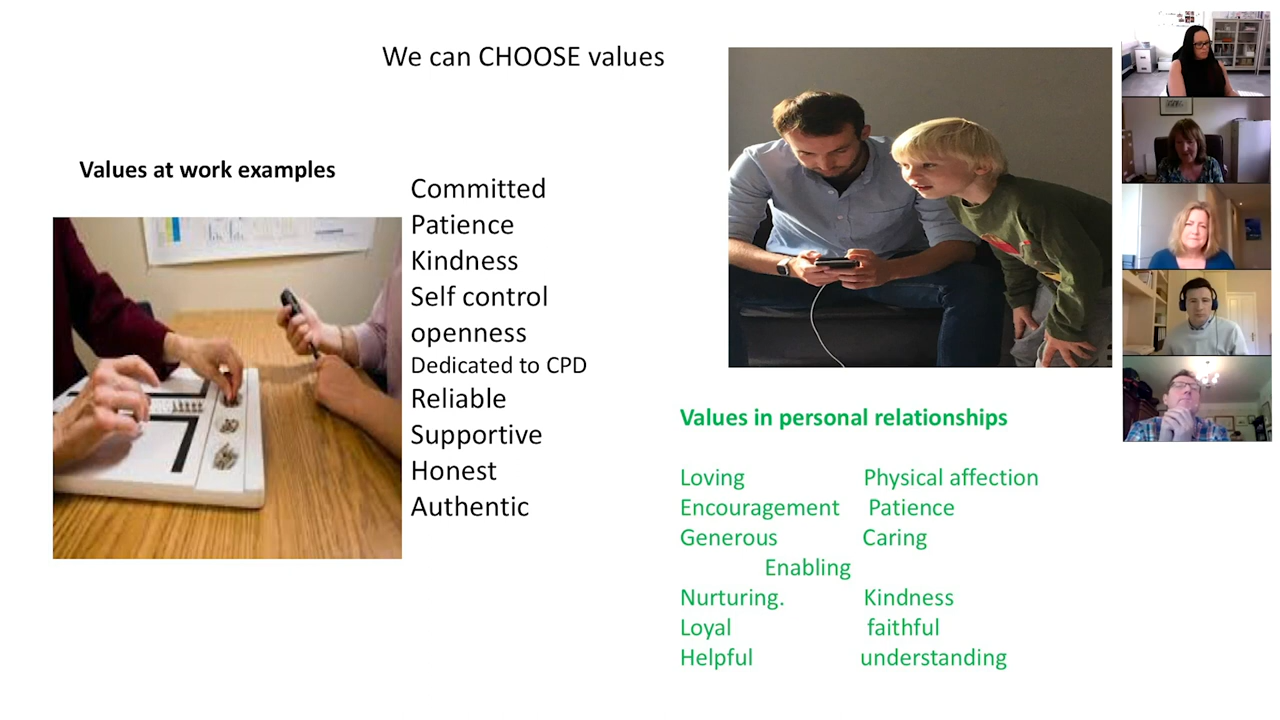 We can CHOOSE values
Values at work examples
Committed
Patience
Kindness
Self control
openness
Dedicated to CPD
Reliable
Supportive
Honest
Authentic
Values in personal relationships
Loving Physical affection
Encouragement Patience
Generous Caring
Enabling
Nurturing. Kindness
Loyal faithful
Helpful understanding